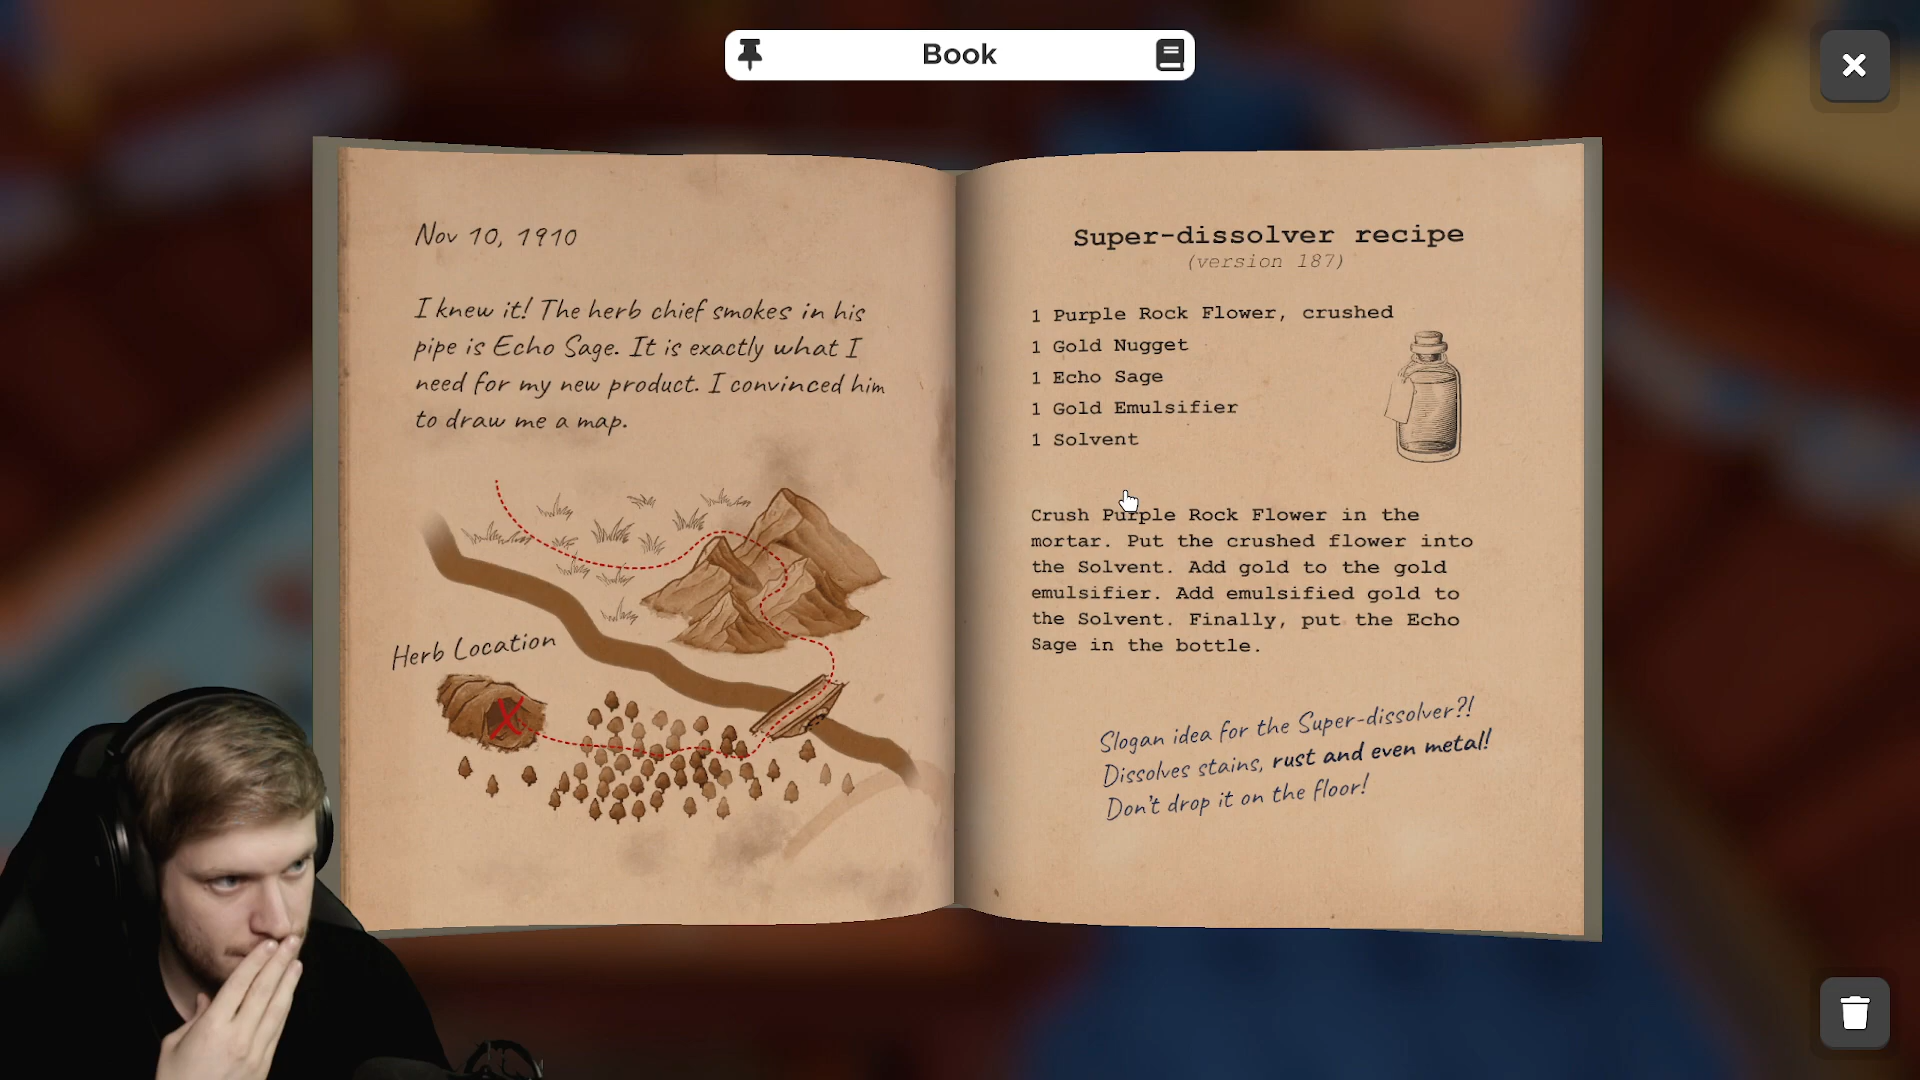 Book
Nov 10, 1910
I knew it! The herb chief smokes in his
pipe is Echo Sage. It is exactly what I
need for my new product. I convinced him
to draw me a map.
Herb Location
X
Super-dissolver recipe
(version 187)
1 Purple Rock Flower, crushed
1 Gold Nugget
1 Echo Sage
1 Gold Emulsifier
1 Solvent
Crush Purple Rock Flower in the
mortar. Put the crushed flower into
the Solvent. Add gold to the gold
emulsifier. Add emulsified gold to
the Solvent. Finally, put the Echo
Sage in the bottle.
Slogan idea for the Super-dissolver?!
Dissolves stains, rust and even metal!
Don't drop it on the floor!